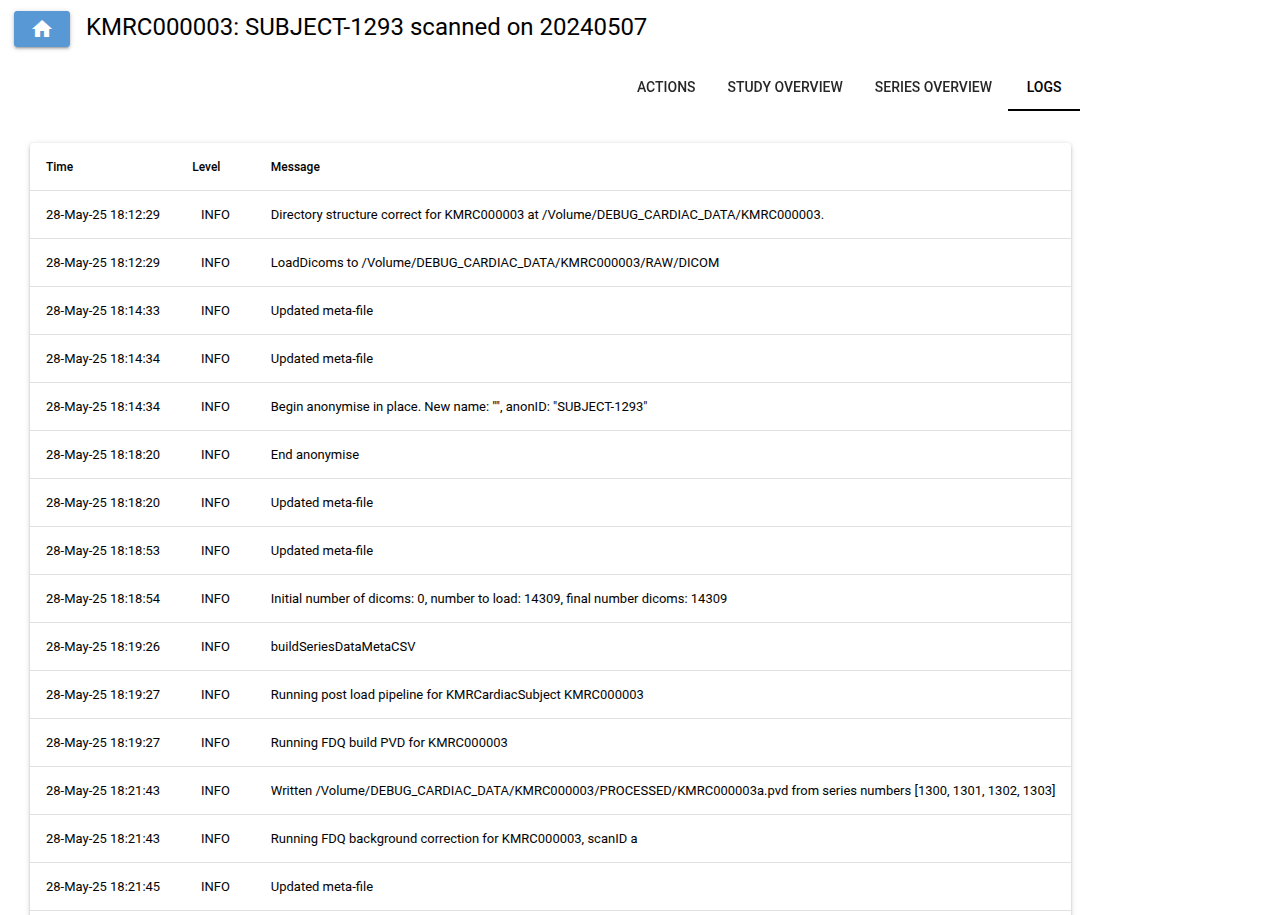 KMRC000003: SUBJECT-1293 scanned on 20240507
ACTIONS STUDY OVERVIEW SERIES OVERVIEW LOGS
Time Level Message
28-May-25 18:12:29 INFO Directory structure correct for KMRC000003 at /Volume/DEBUG_CARDIAC_DATA/KMRC000003.
28-May-25 18:12:29 INFO LoadDicoms to /Volume/DEBUG_CARDIAC_DATA/KMRC000003/RAW/DICOM
28-May-25 18:14:33 INFO Updated meta-file
28-May-25 18:14:34 INFO Updated meta-file
28-May-25 18:14:34 INFO Begin anonymise in place. New name: "", anonID: "SUBJECT-1293"
28-May-25 18:18:20 INFO End anonymise
28-May-25 18:18:20 INFO Updated meta-file
28-May-25 18:18:53 INFO Updated meta-file
28-May-25 18:18:54 INFO Initial number of dicoms: 0, number to load: 14309, final number dicoms: 14309
28-May-25 18:19:26 INFO buildSeriesDataMetaCSV
28-May-25 18:19:27 INFO Running post load pipeline for KMRCardiacSubject KMRC000003
28-May-25 18:19:27 INFO Running FDQ build PVD for KMRC000003
28-May-25 18:21:43 INFO Written /Volume/DEBUG_CARDIAC_DATA/KMRC000003/PROCESSED/KMRC000003a.pvd from series numbers [1300, 1301, 1302, 1303]
28-May-25 18:21:43 INFO Running FDQ background correction for KMRC000003, scanID a
28-May-25 18:21:45 INFO Updated meta-file